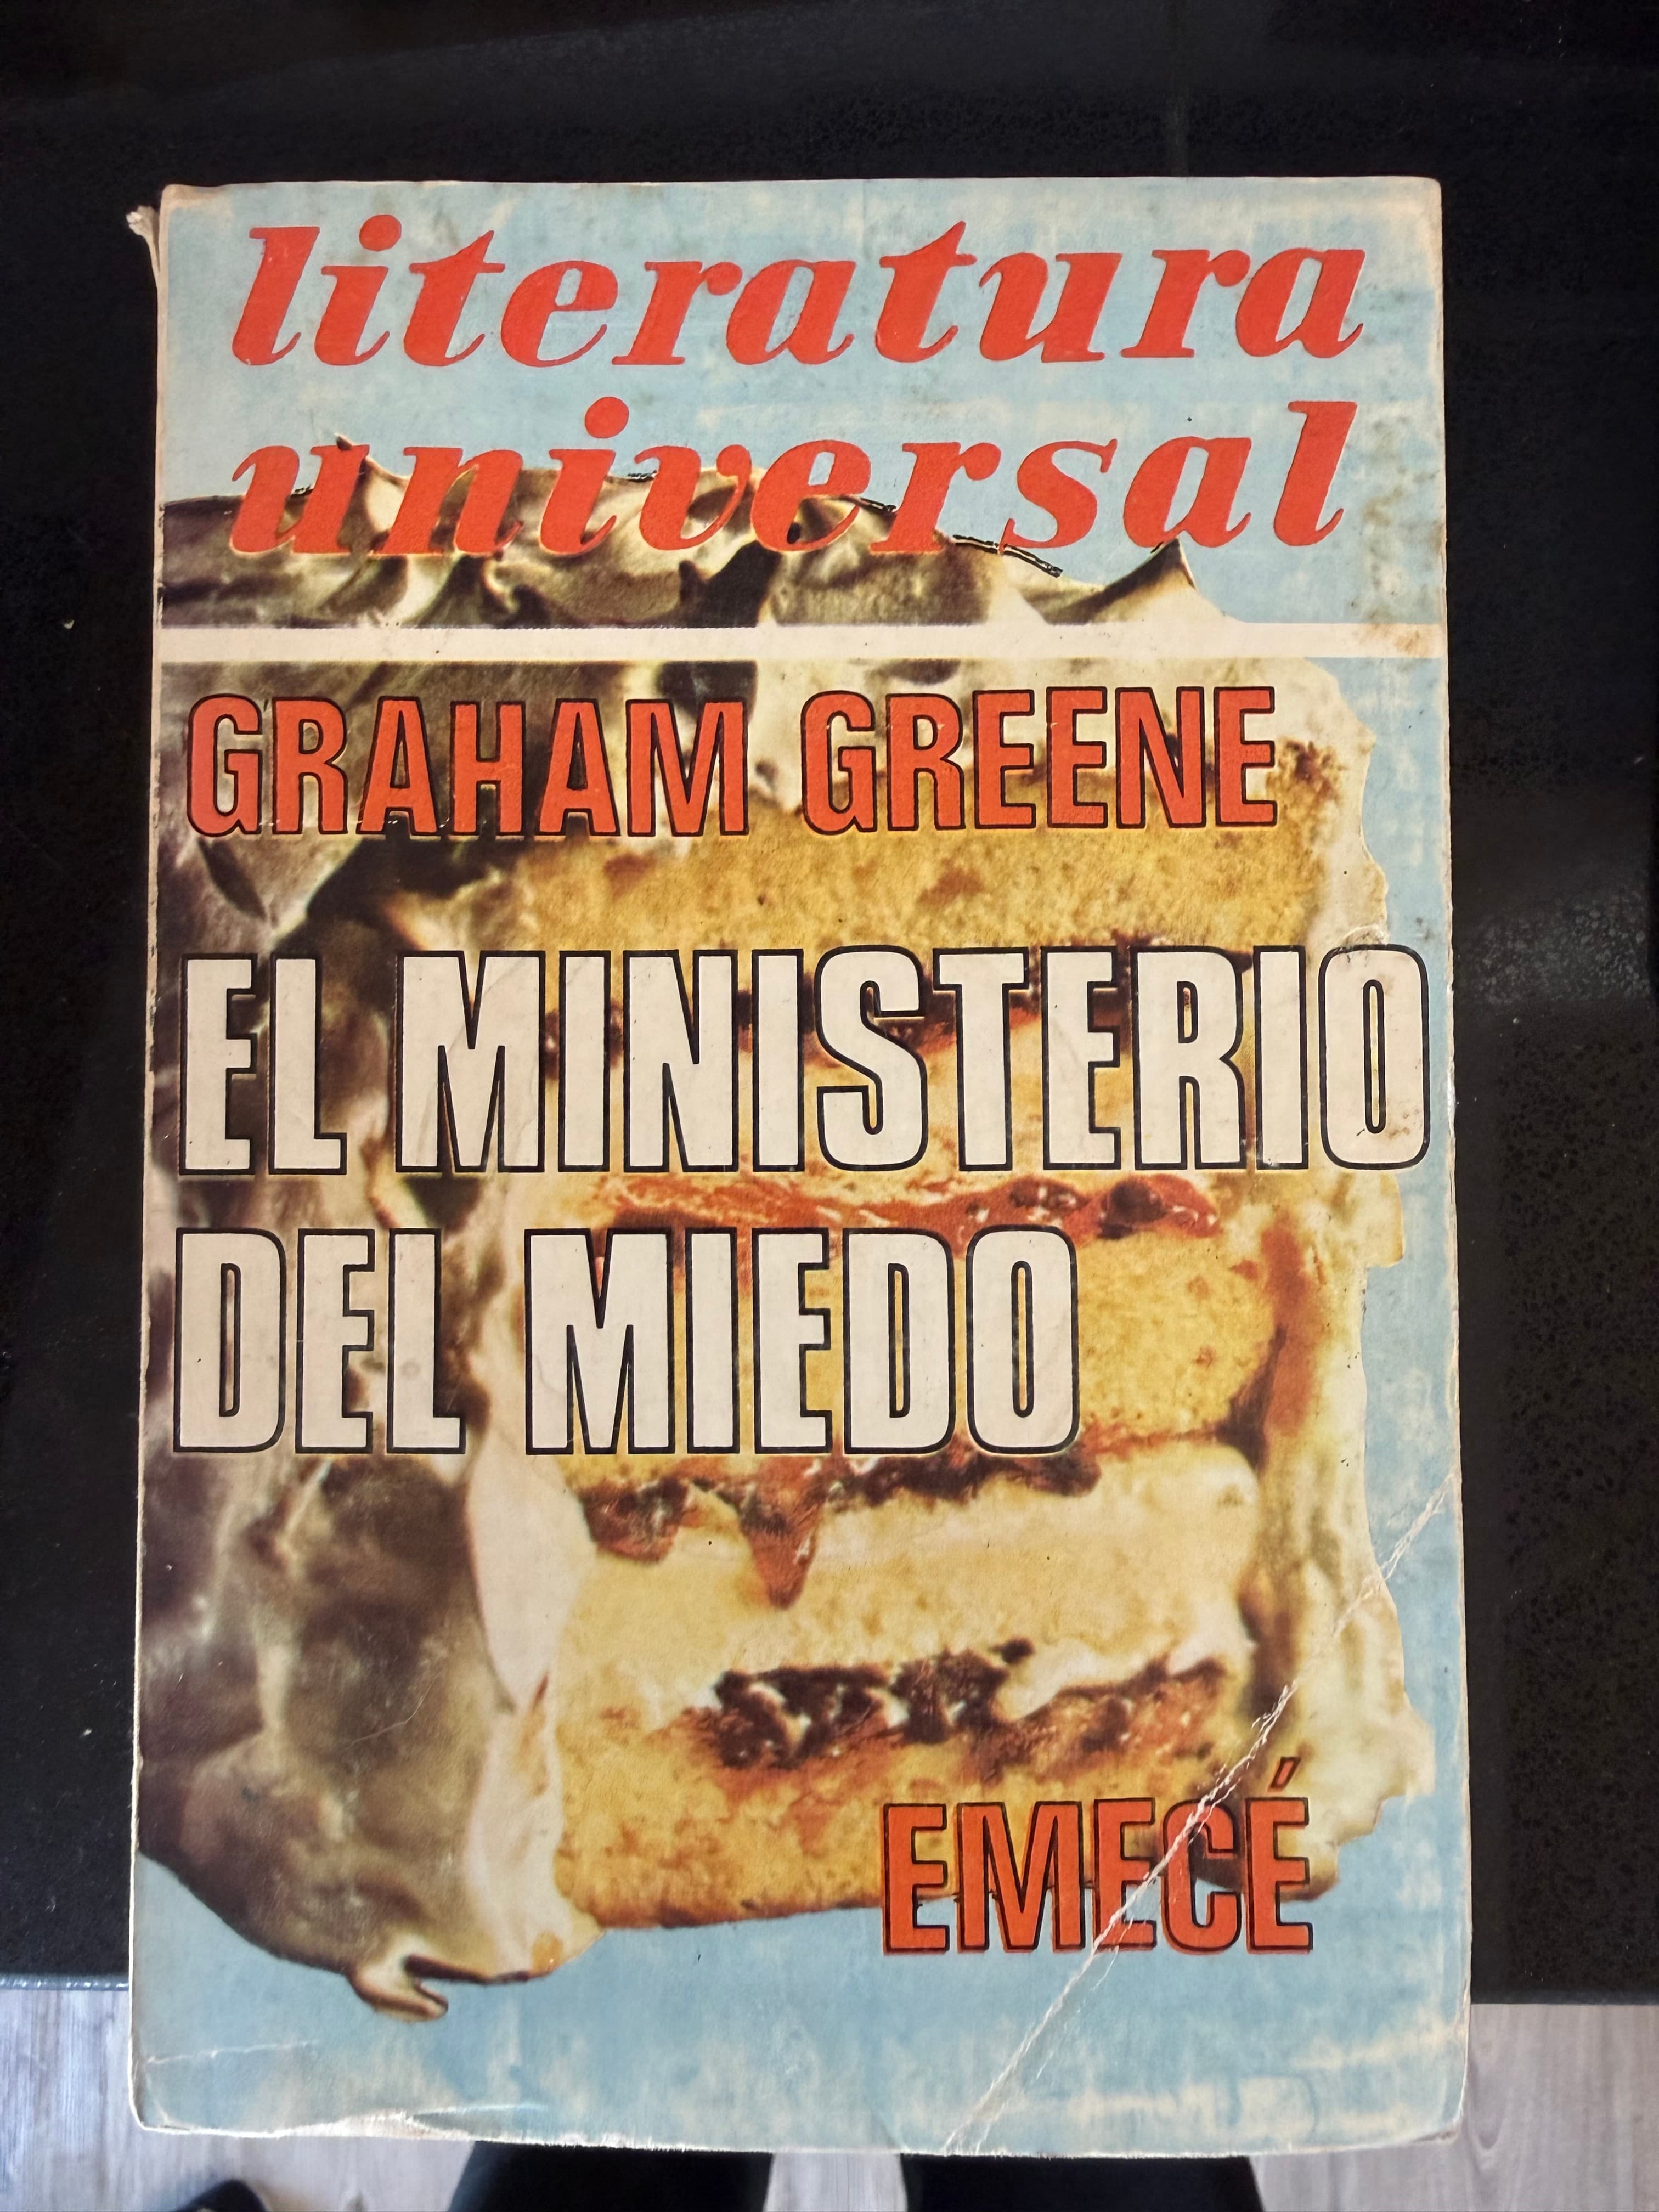 literatura
universal
GRAHAM GREENE
EL MINISTERIO
DEL MIEDO
EMECÉ